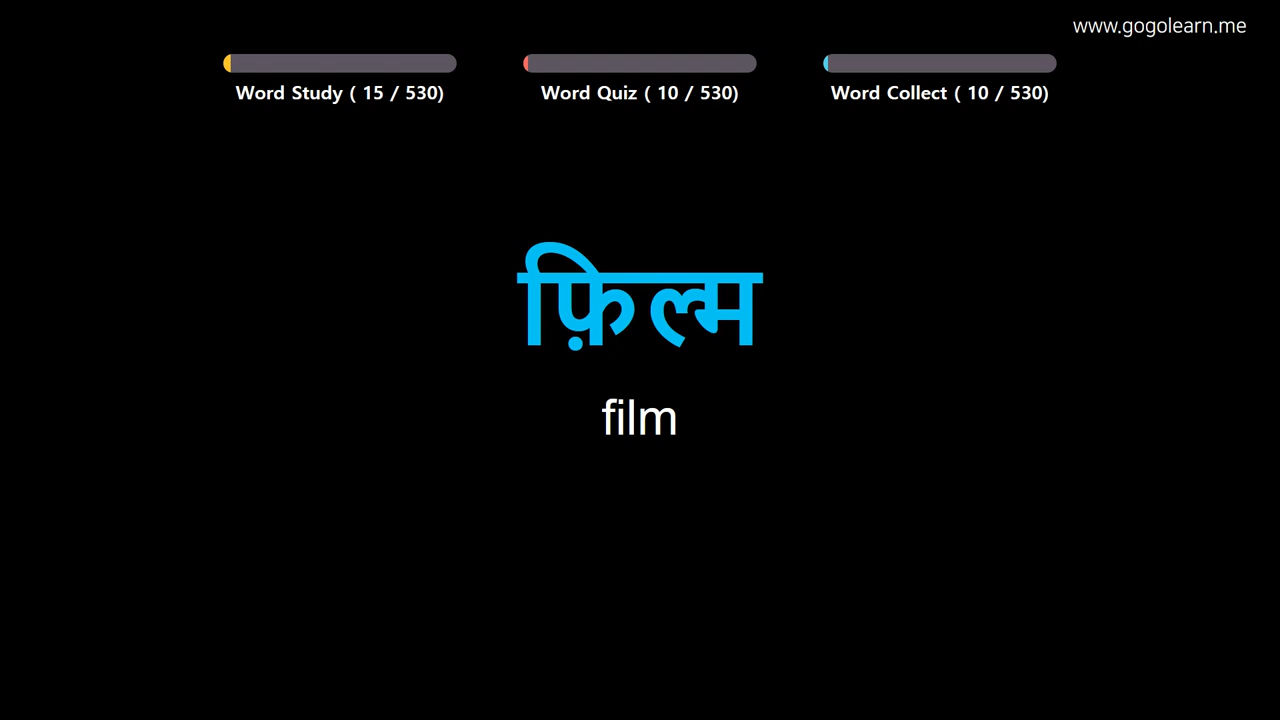 www.gogolearn.me
Word Study ( 15 / 530)
Word Quiz ( 10 / 530)
Word Collect ( 10 / 530)
फ़िल्म
film